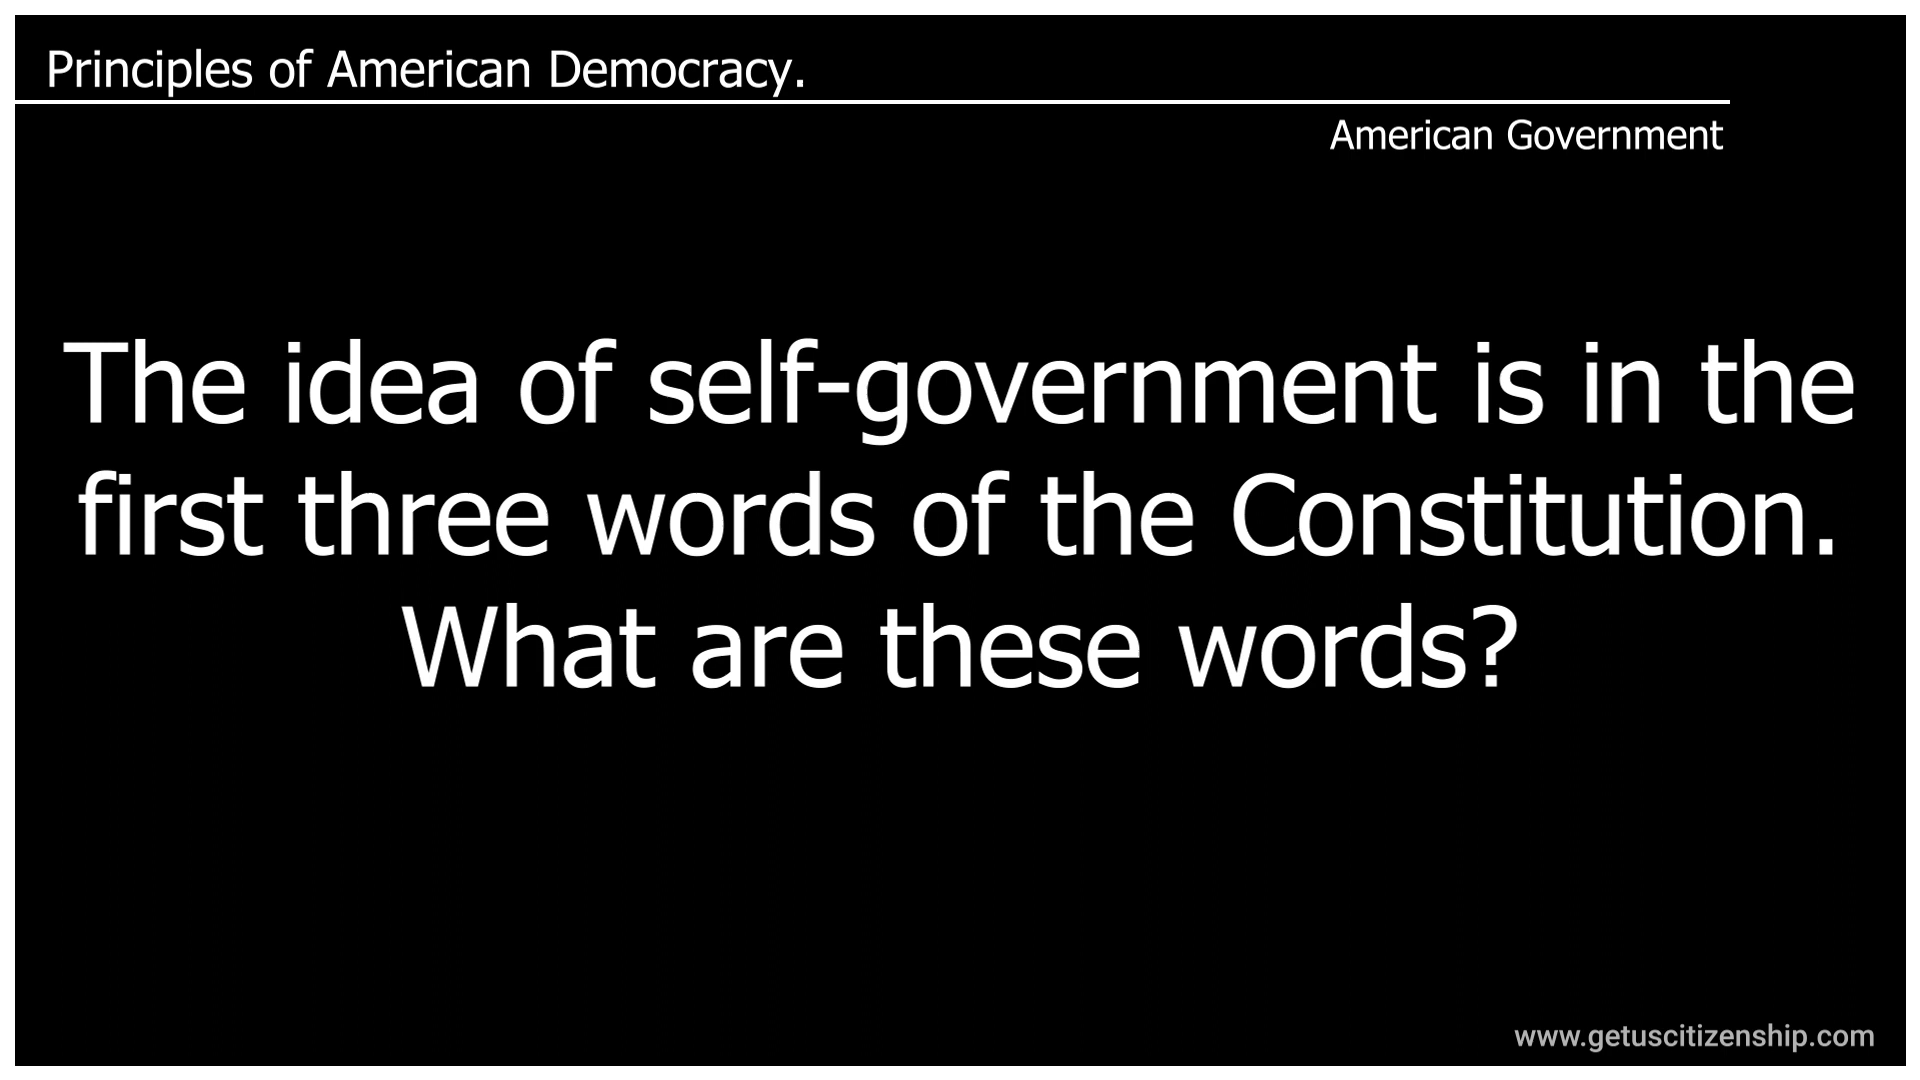 Principles of American Democracy.
American Government
The idea of self-government is in the
first three words of the Constitution.
What are these words?
www.getuscitizenship.com